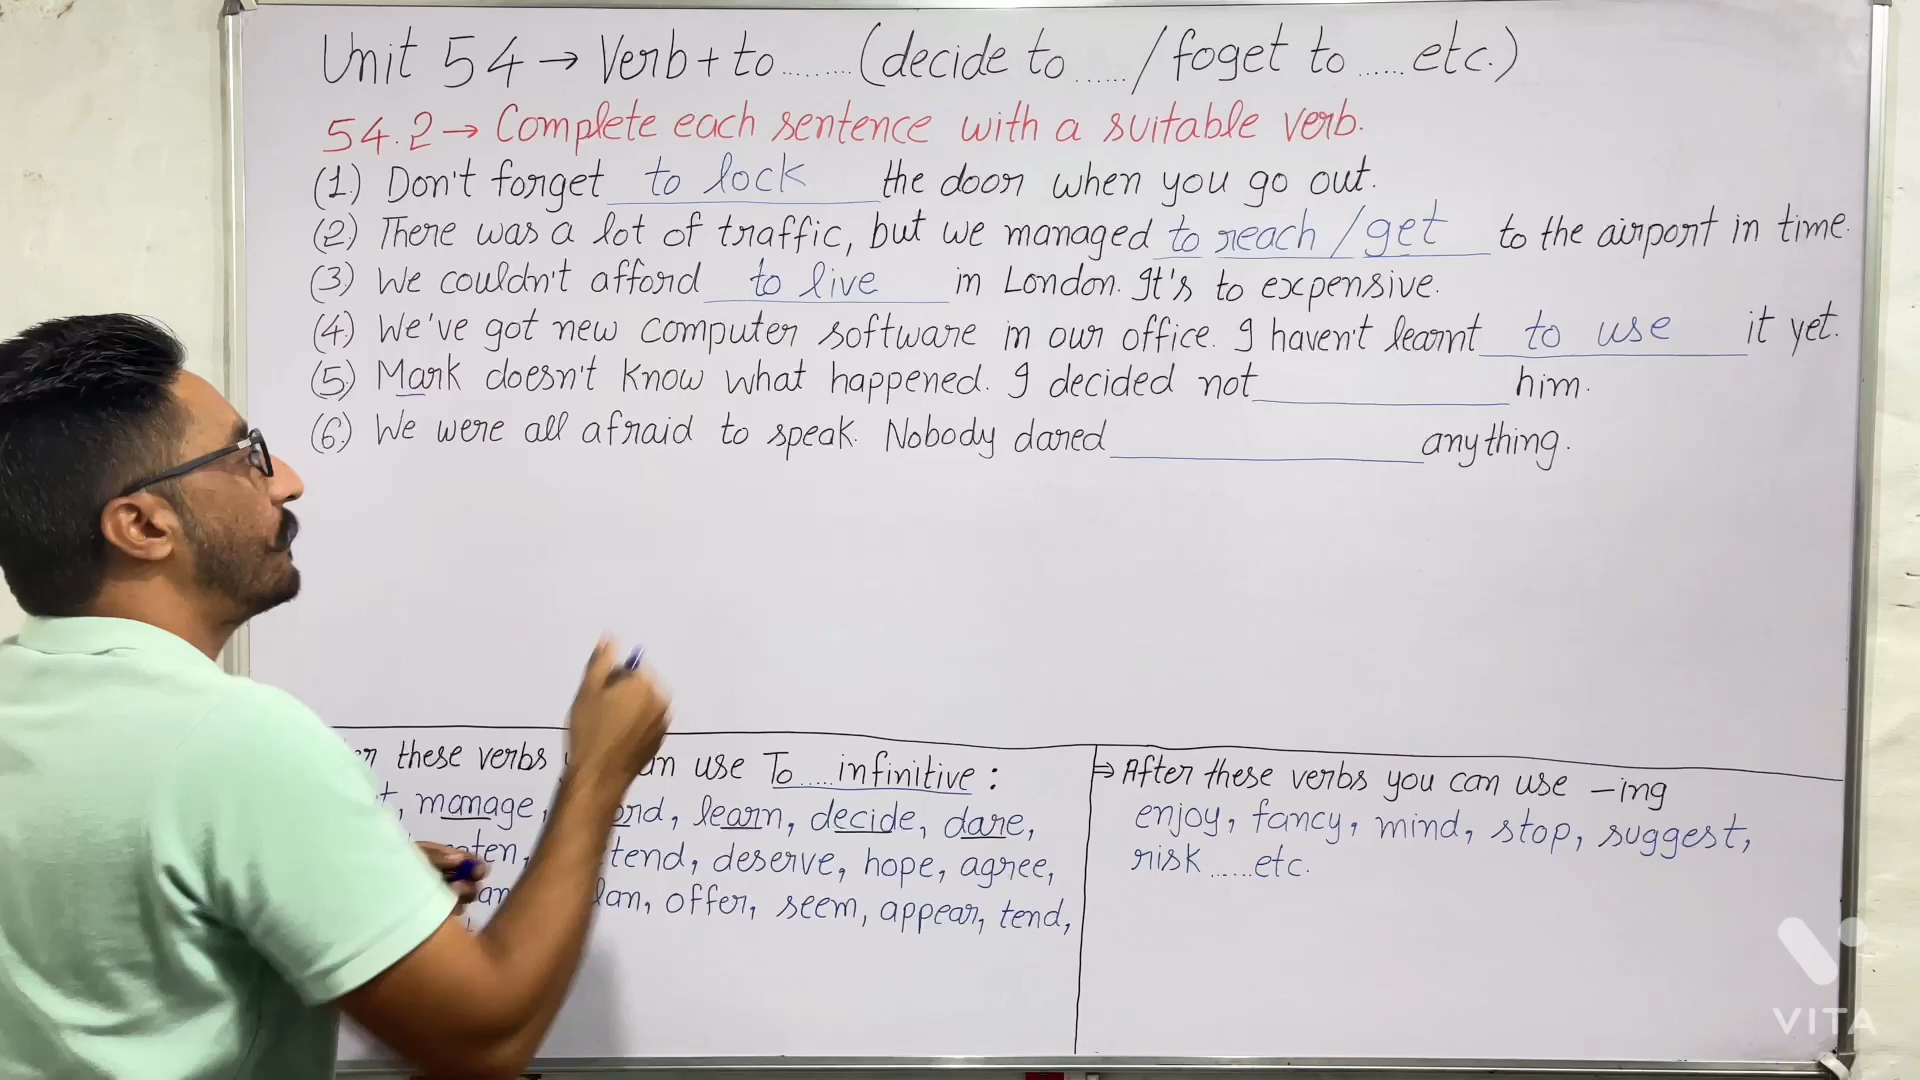 Unit 54 → Verb + to ........ (decide to ...... / foget to ...... etc.)
54.2 → Complete each sentence with a suitable verb.
(1.) Don't forget to lock the door when you go out.
(2.) There was a lot of traffic, but we managed to reach / get to the airport in time.
(3.) We couldn't afford to live in London. It's to expensive.
(4.) We've got new computer software in our office. I haven't learnt to use it yet.
(5.) Mark doesn't know what happened. I decided not __________ him.
(6.) We were all afraid to speak. Nobody dared __________ anything.
these verbs use To ..... infinitive :
manage, learn, decide, dare,
deserve, hope, agree,
offer, seem, appear, tend,
⇒ After these verbs you can use -ing
enjoy, fancy, mind, stop, suggest,
risk ...... etc.
VITA